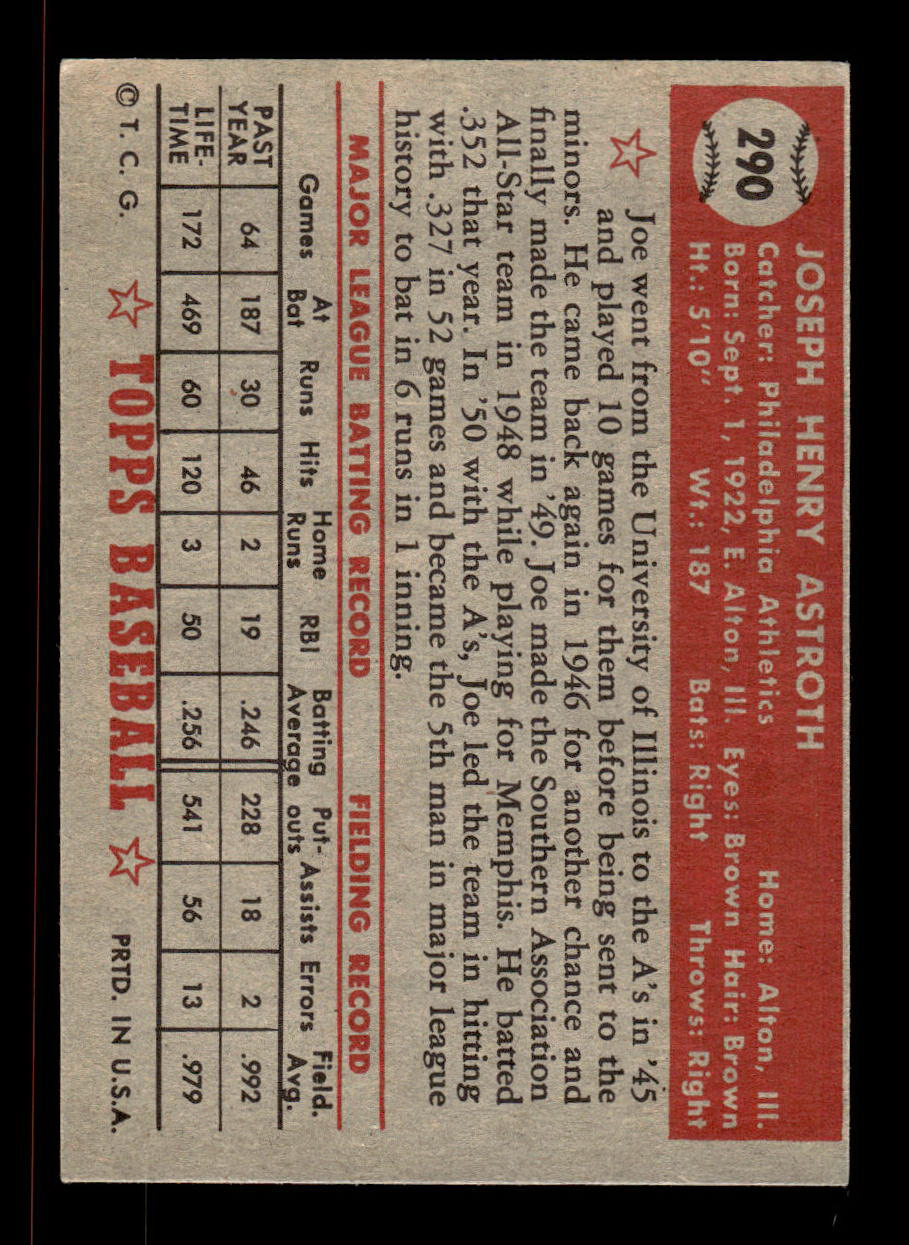 290
JOSEPH HENRY ASTROTH
Catcher: Philadelphia Athletics Home: Alton, Ill.
Born: Sept. 1, 1922, E. Alton, Ill. Eyes: Brown Hair: Brown
Ht.: 5'10" Wt.: 187 Bats: Right Throws: Right
Joe went from the University of Illinois to the A's in '45
and played 10 games for them before being sent to the
minors. He came back again in 1946 for another chance and
finally made the team in '49. Joe made the Southern Association
All-Star team in 1948 while playing for Memphis. He batted
.352 that year. In '50 with the A's, Joe led the team in hitting
with .327 in 52 games and became the 5th man in major league
history to bat in 6 runs in 1 inning.
MAJOR LEAGUE BATTING RECORD FIELDING RECORD
Games At Bat Runs Hits Home Runs RBI Batting Average Put-outs Assists Errors Field. Avg.
PAST YEAR 64 187 30 46 2 19 .246 228 18 2 .992
LIFE-TIME 172 469 60 120 3 50 .256 541 56 13 .979
© T. C. G. TOPPS BASEBALL PRTD. IN U.S.A.